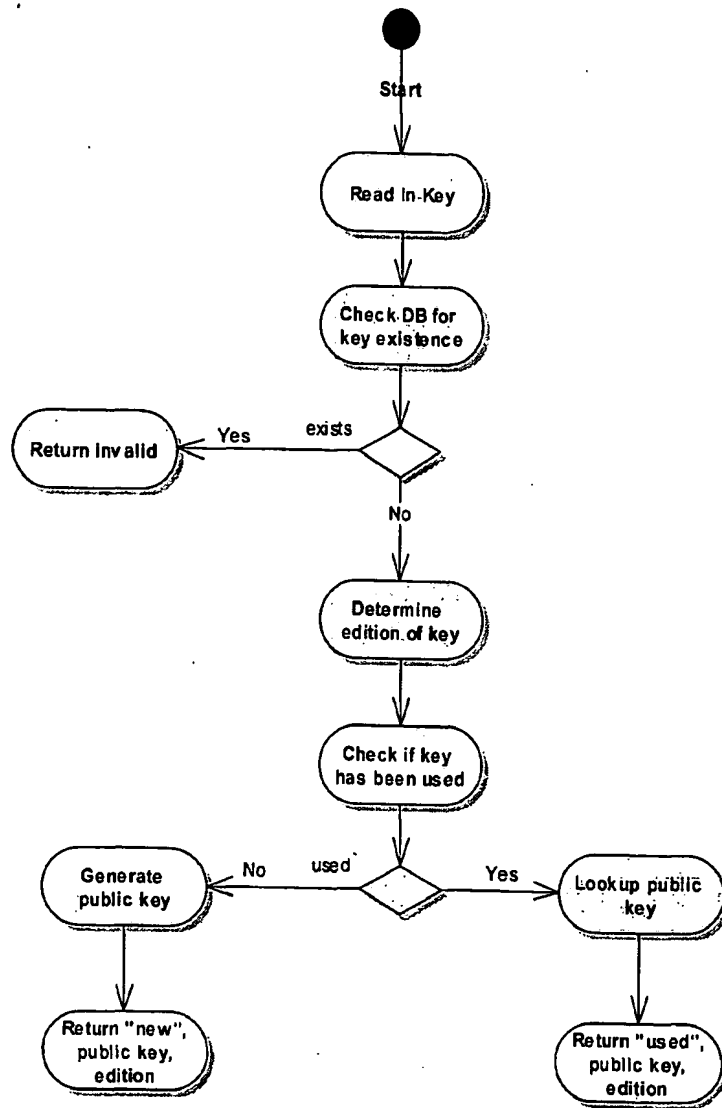 Start
Read In-Key
Check DB for
key existence
exists
Yes
Return Invalid
No
Determine
edition of key
Check if key
has been used
used
No
Yes
Generate
public key
Lookup public
key
Return "new",
public key,
edition
Return "used",
public key,
edition